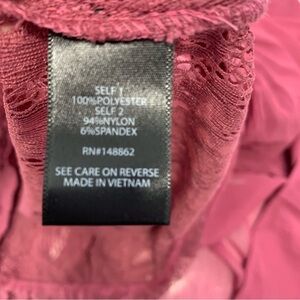 SELF 1
100%POLYESTER
SELF 2
94%NYLON
6%SPANDEX
RN#148862
SEE CARE ON REVERSE
MADE IN VIETNAM